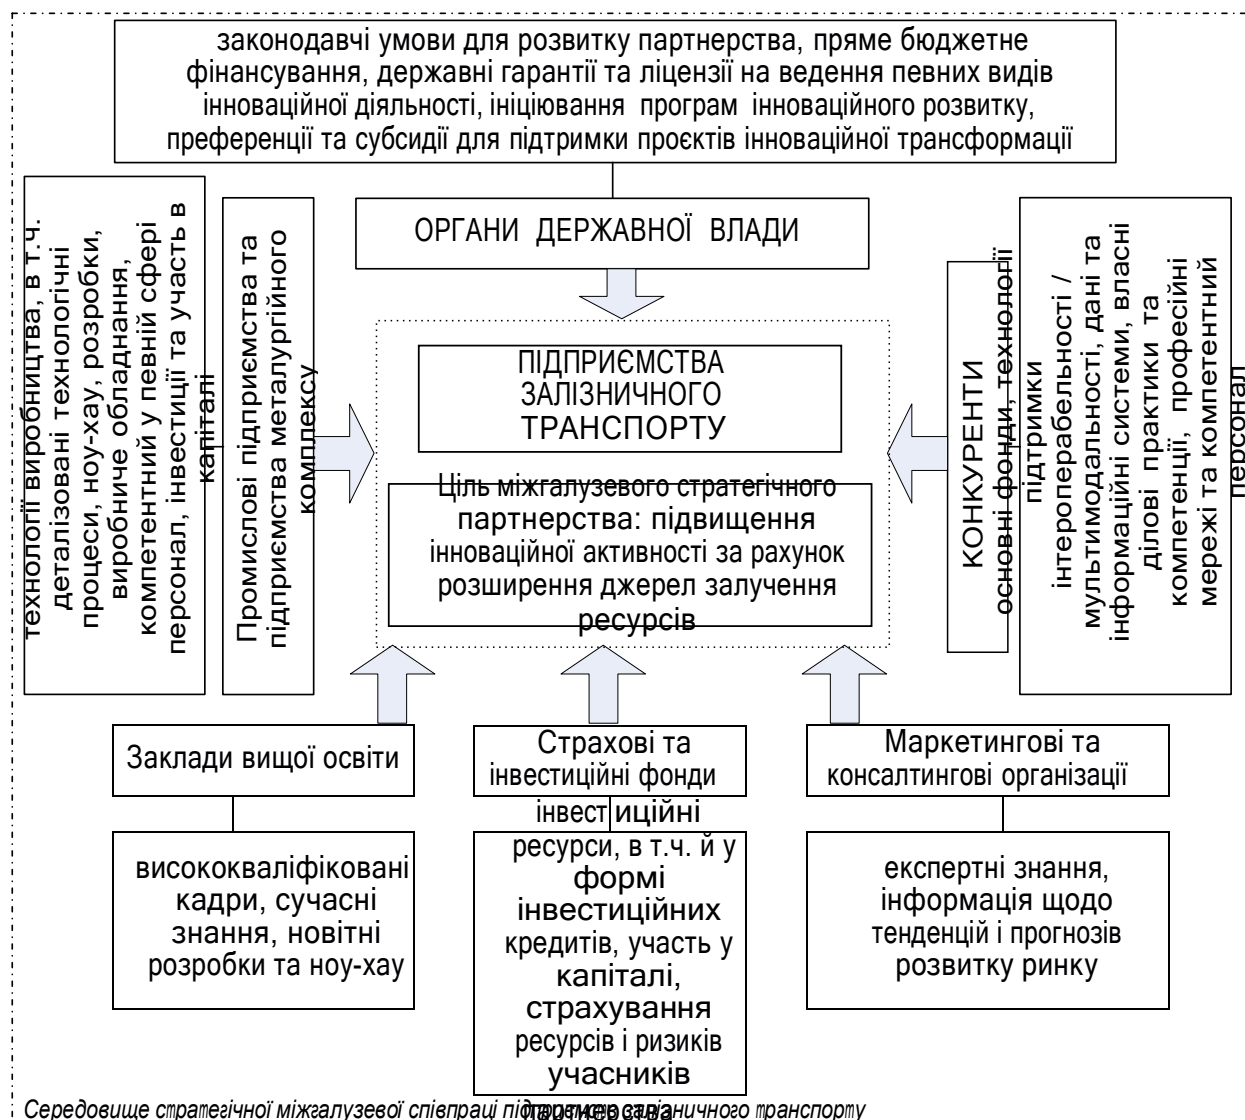 законодавчі умови для розвитку партнерства, пряме бюджетне
фінансування, державні гарантії та ліцензії на ведення певних видів
інноваційної діяльності, ініціювання програм інноваційного розвитку,
преференції та субсидії для підтримки проєктів інноваційної трансформації
ОРГАНИ ДЕРЖАВНОЇ ВЛАДИ
технології виробництва, в т.ч.
деталізовані технологічні
процеси, ноу-хау, розробки,
виробниче обладнання,
компетентний у певній сфері
персонал, інвестиції та участь в
капіталі
Промислові підприємства та
підприємства металургійного
комплексу
ПІДПРИЄМСТВА
ЗАЛІЗНИЧНОГО
ТРАНСПОРТУ
Ціль міжгалузевого стратегічного
партнерства: підвищення
інноваційної активності за рахунок
розширення джерел залучення
ресурсів
КОНКУРЕНТИ
основні фонди, технології
підтримки
інтероперабельності /
мультимодальності, дані та
інформаційні системи, власні
ділові практики та
компетенції, професійні
мережі та компетентний
персонал
Заклади вищої освіти
Страхові та
інвестиційні фонди
Маркетингові та
консалтингові організації
висококваліфіковані
кадри, сучасні
знання, новітні
розробки та ноу-хау
інвестиційні
ресурси, в т.ч. й у
формі
інвестиційних
кредитів, участь у
капіталі,
страхування
ресурсів і ризиків
учасників
партнерства
експертні знання,
інформація щодо
тенденцій і прогнозів
розвитку ринку
Середовище стратегічної міжгалузевої співпраці підприємств залізничного транспорту